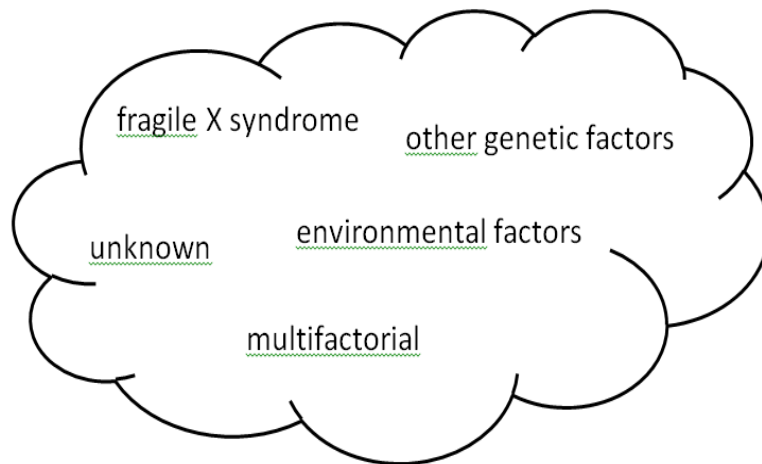 fragile X syndrome
other genetic factors
environmental factors
unknown
multifactorial